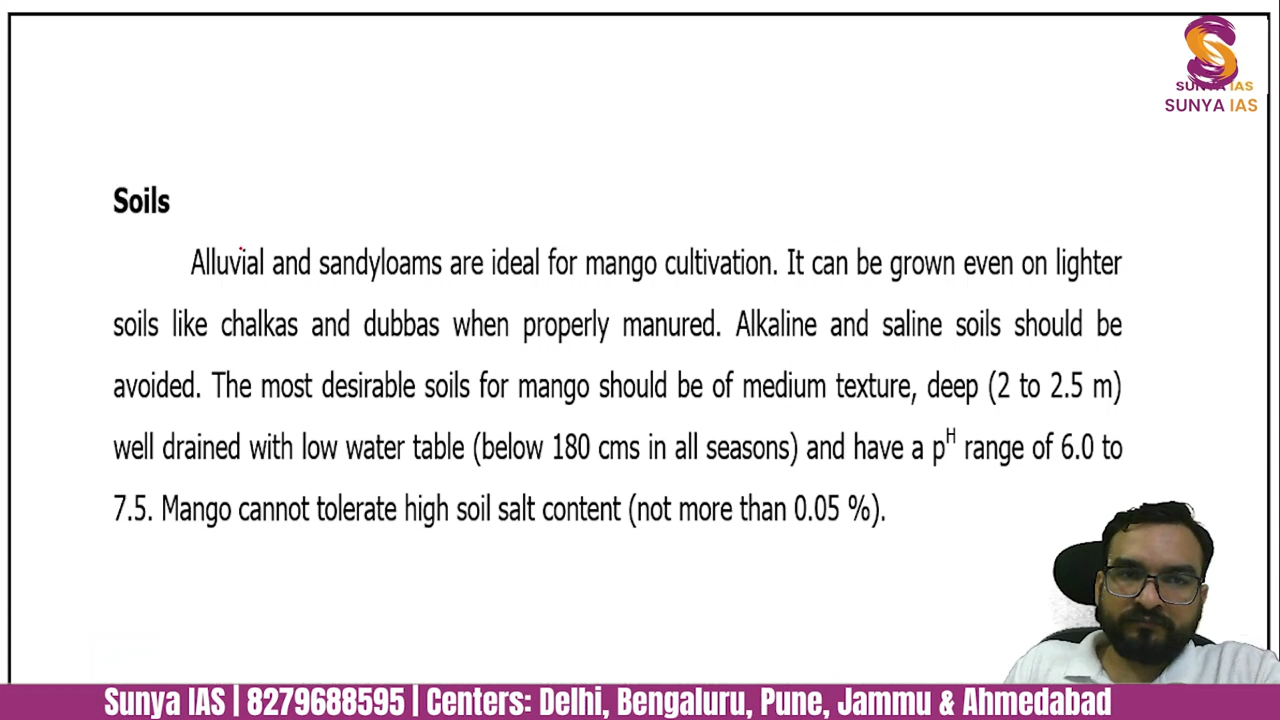 SUNYA IAS
SUNYA IAS
Soils
Alluvial and sandyloams are ideal for mango cultivation. It can be grown even on lighter
soils like chalkas and dubbas when properly manured. Alkaline and saline soils should be
avoided. The most desirable soils for mango should be of medium texture, deep (2 to 2.5 m)
well drained with low water table (below 180 cms in all seasons) and have a pH range of 6.0 to
7.5. Mango cannot tolerate high soil salt content (not more than 0.05 %).
Sunya IAS | 8279688595 | Centers: Delhi, Bengaluru, Pune, Jammu & Ahmedabad